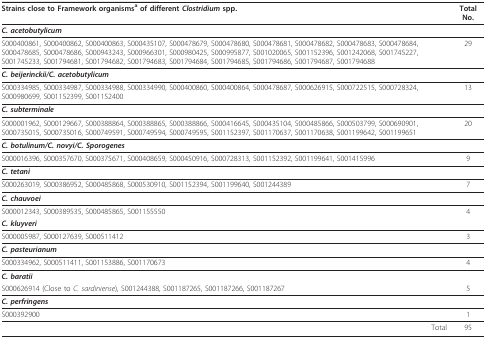 Strains close to Framework organismsª of different Clostridium spp. Total No.
C. acetobutylicum
S000400861, S000400862, S000400863, S000435107, S000478679, S000478680, S000478681, S000478682, S000478683, S000478684, 29
S000478685, S000478686, S000943243, S000966301, S000980425, S000995877, S001020065, S001152396, S001242068, S001745227,
S001745233, S001794681, S001794682, S001794683, S001794684, S001794685, S001794686, S001794687, S001794688
C. beijerinckii/C. acetobutylicum
S000334985, S000334987, S000334988, S000334990, S000400860, S000400864, S000478687, S000626915, S000722515, S000728324, 13
S000980699, S001152399, S001152400
C. subterminale
S000001962, S000129667, S000388864, S000388865, S000388866, S000416645, S000435104, S000485866, S000503799, S000690901, 20
S000735015, S000735016, S000749591, S000749594, S000749595, S001152397, S001170637, S001170638, S001199642, S001199651
C. botulinum/C. novyi/C. Sporogenes
S000016396, S000357670, S000375671, S000408659, S000450916, S000728313, S001152392, S001199641, S001415996 9
C. tetani
S000263019, S000386952, S000485868, S000530910, S001152394, S001199640, S001244389 7
C. chauvoei
S000012343, S000389535, S000485865, S001155550 4
C. kluyveri
S000005987, S000127639, S000511412 3
C. pasteurianum
S000334962, S000511411, S001153886, S001170673 4
C. baratii
S000626914 (Close to C. sardiniense), S001244388, S001187265, S001187266, S001187267 5
C. perfringens
S000392900 1
Total 95